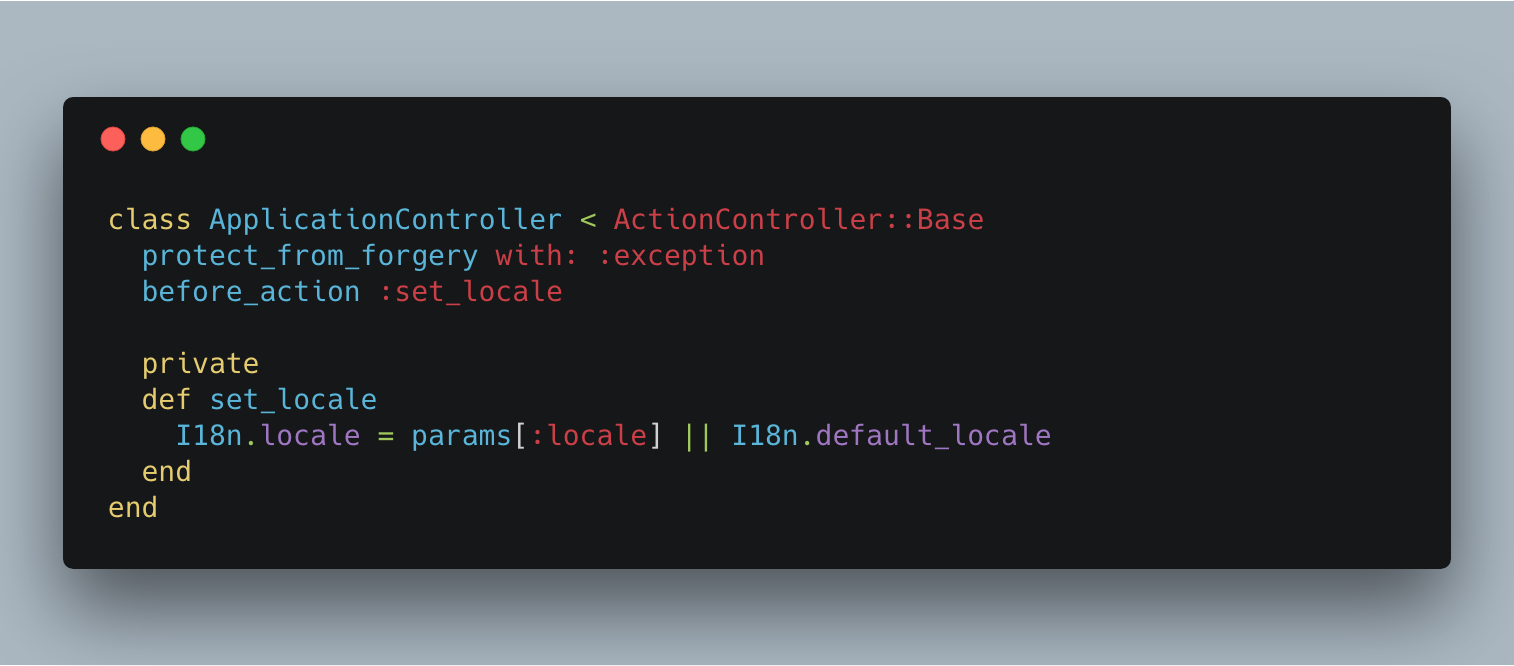 class ApplicationController < ActionController::Base
  protect_from_forgery with: :exception
  before_action :set_locale

  private
  def set_locale
    I18n.locale = params[:locale] || I18n.default_locale
  end
end